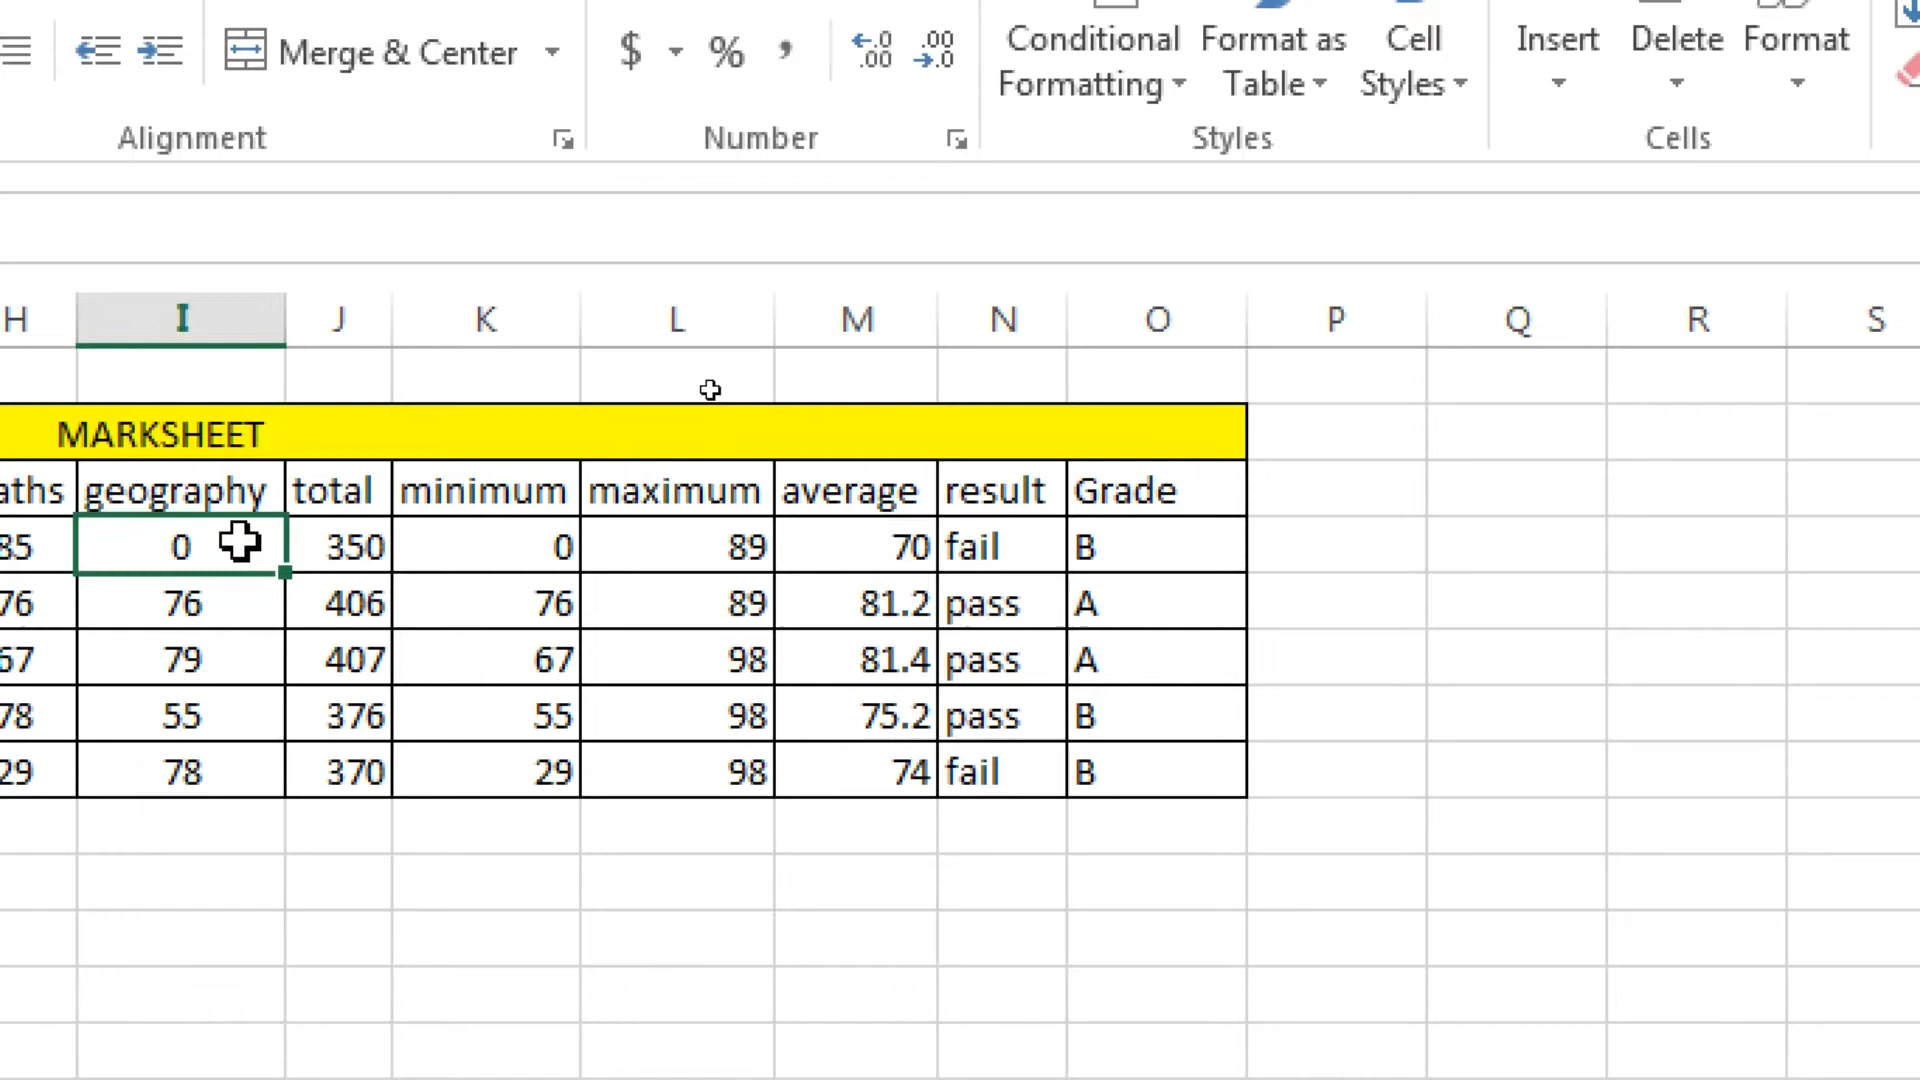 Merge & Center $ % , Conditional Formatting Format as Table Cell Styles Insert Delete Format
Alignment Number Styles Cells
H I J K L M N O P Q R S
MARKSHEET
aths geography total minimum maximum average result Grade
85 0 350 0 89 70 fail B
76 76 406 76 89 81.2 pass A
67 79 407 67 98 81.4 pass A
78 55 376 55 98 75.2 pass B
29 78 370 29 98 74 fail B